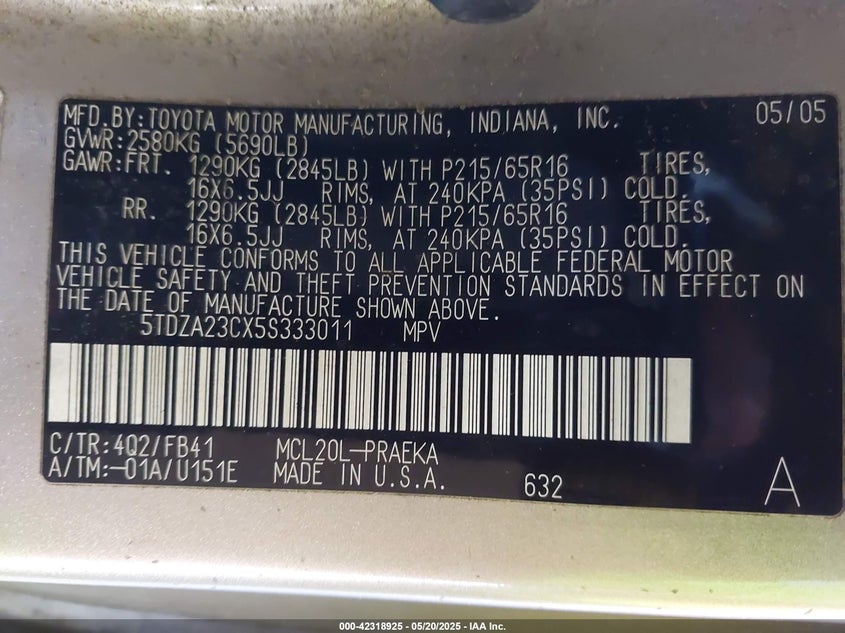 MFD.BY:TOYOTA MOTOR MANUFACTURING, INDIANA, INC. 05/05
GVWR:2580KG (5690LB)
GAWR:FRT. 1290KG (2845LB) WITH P215/65R16 TIRES,
16X6.5JJ RIMS, AT 240KPA (35PSI) COLD.
RR. 1290KG (2845LB) WITH P215/65R16 TIRES,
16X6.5JJ RIMS, AT 240KPA (35PSI) COLD.
THIS VEHICLE CONFORMS TO ALL APPLICABLE FEDERAL MOTOR
VEHICLE SAFETY AND THEFT PREVENTION STANDARDS IN EFFECT ON
THE DATE OF MANUFACTURE SHOWN ABOVE.
5TDZA23CX5S333011 MPV
C/TR:4Q2/FB41 MCL20L-PRAEKA
A/TM:-01A/U151E MADE IN U.S.A. 632 A
000-42318925 - 05/20/2025 - IAA Inc.